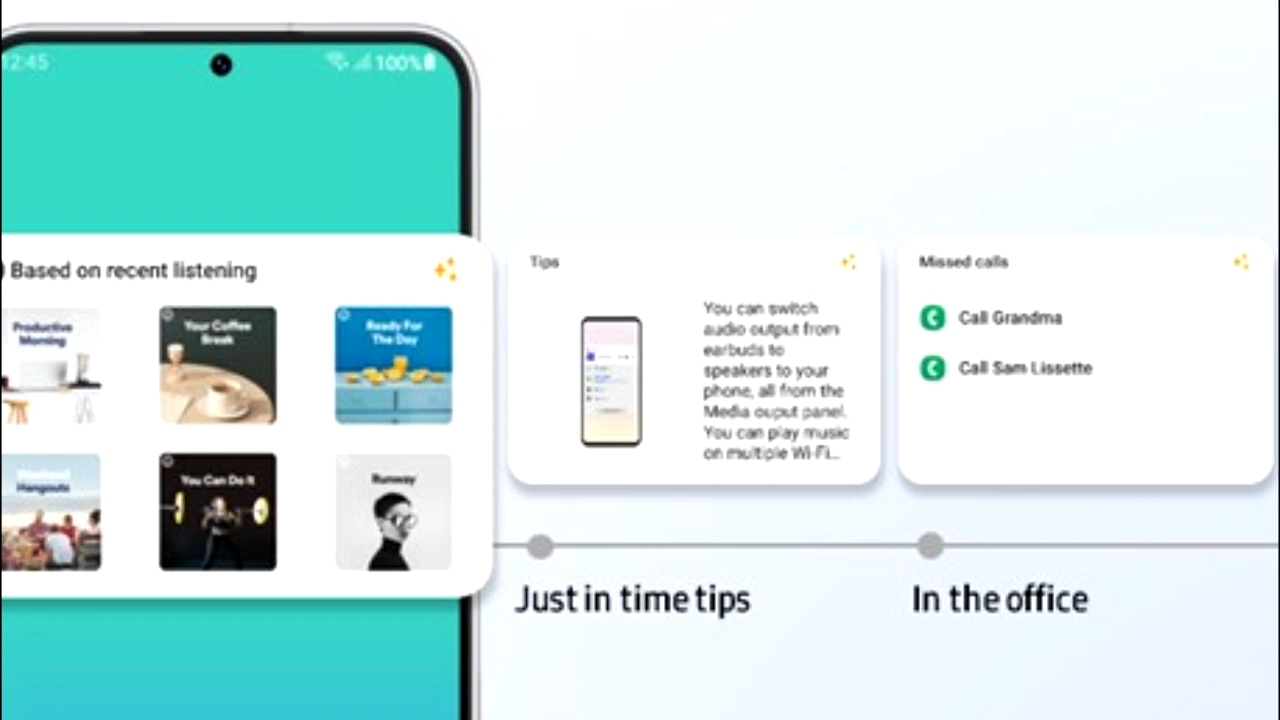 12:45
100%
Based on recent listening
Productive
Morning
Your Coffee
Break
Ready For
The Day
Weekend
Hangouts
You Can Do It
Runway
Tips
You can switch
audio output from
earbuds to
speakers to your
phone, all from the
Media ouput panel.
You can play music
on multiple Wi-Fi...
Missed calls
Call Grandma
Call Sam Lissette
Just in time tips
In the office